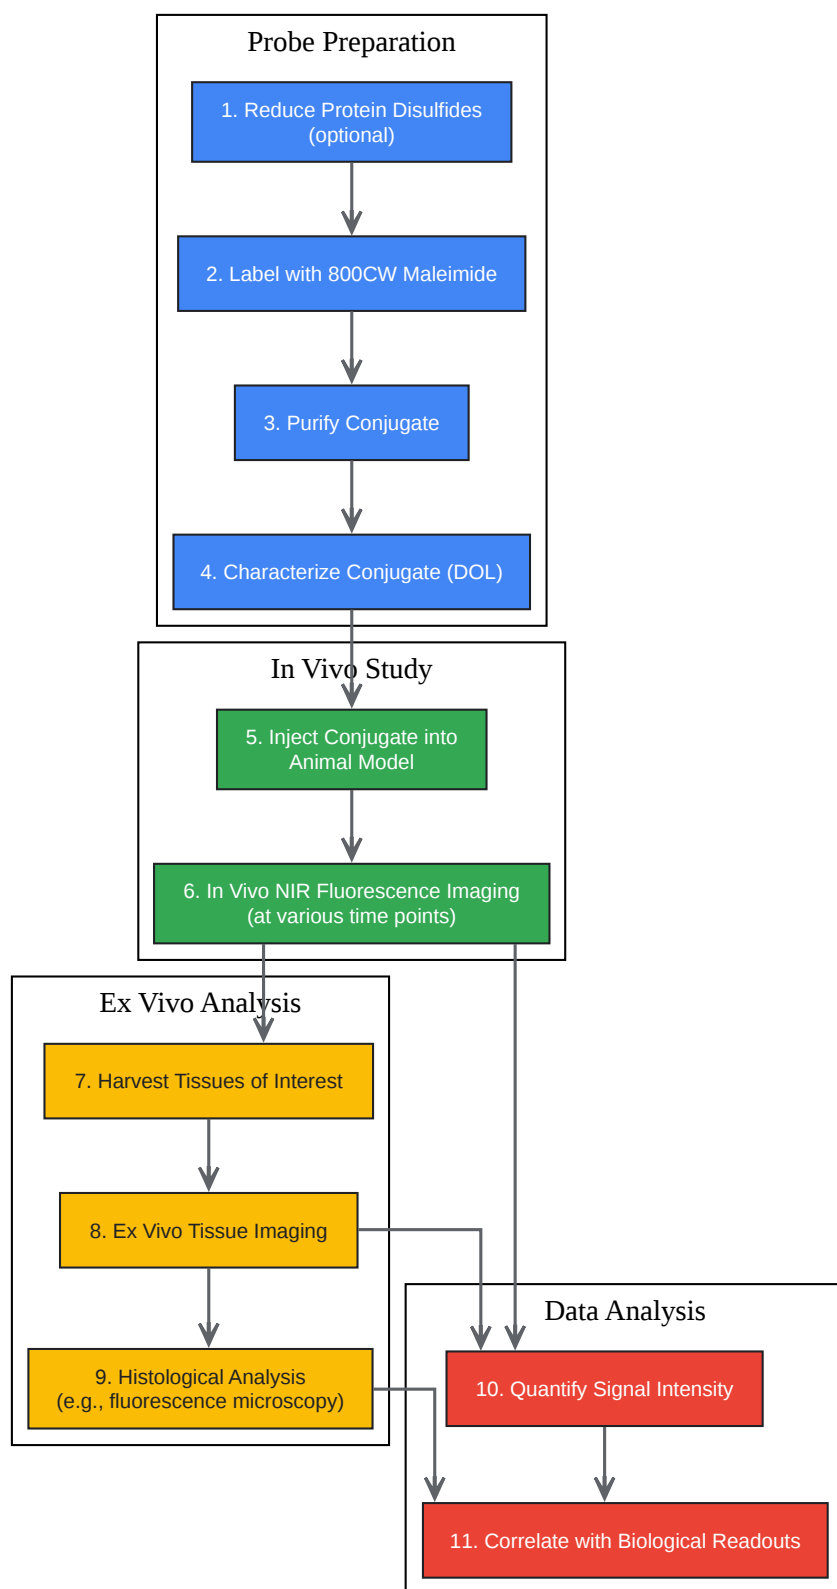 Probe Preparation
1. Reduce Protein Disulfides
(optional)
2. Label with 800CW Maleimide
3. Purify Conjugate
4. Characterize Conjugate (DOL)
In Vivo Study
5. Inject Conjugate into
Animal Model
6. In Vivo NIR Fluorescence Imaging
(at various time points)
Ex Vivo Analysis
7. Harvest Tissues of Interest
8. Ex Vivo Tissue Imaging
9. Histological Analysis
(e.g., fluorescence microscopy)
Data Analysis
10. Quantify Signal Intensity
11. Correlate with Biological Readouts